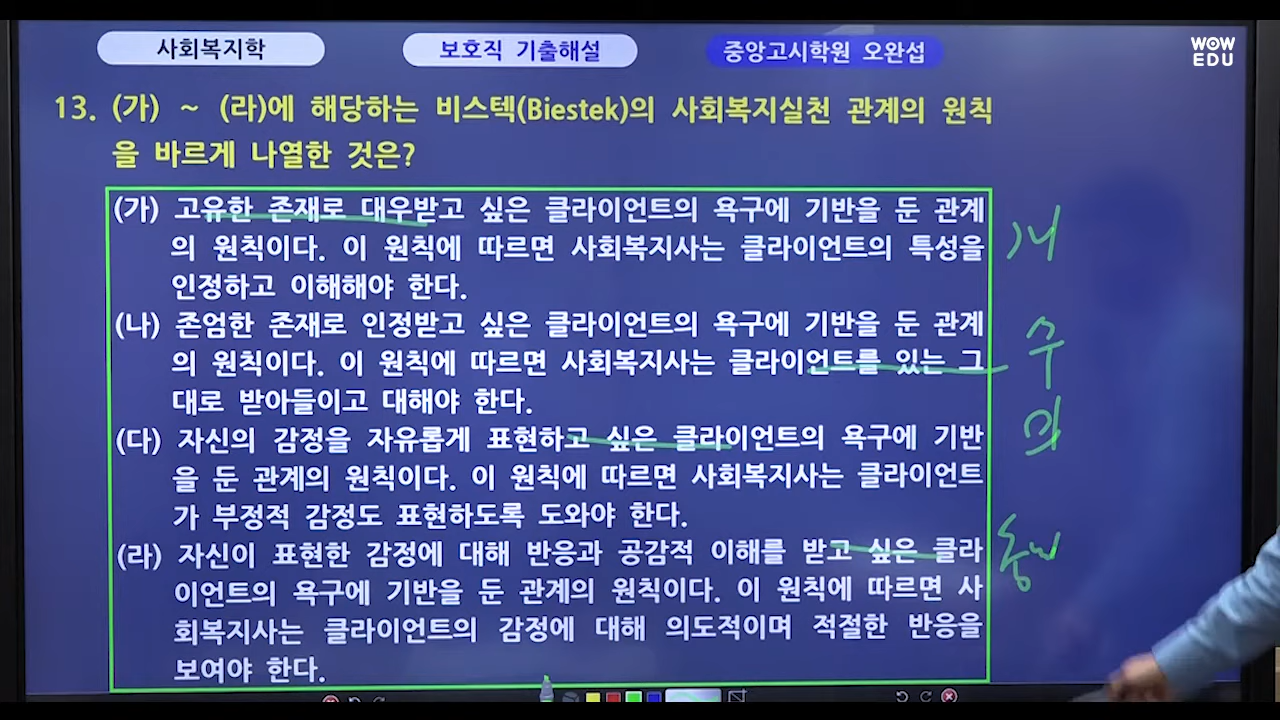 사회복지학
보호직 기출해설
중앙고시학원 오완섭
WOW
EDU
13. (가) ~ (라)에 해당하는 비스텍(Biestek)의 사회복지실천 관계의 원칙
을 바르게 나열한 것은?
(가) 고유한 존재로 대우받고 싶은 클라이언트의 욕구에 기반을 둔 관계
의 원칙이다. 이 원칙에 따르면 사회복지사는 클라이언트의 특성을
인정하고 이해해야 한다.
개
(나) 존엄한 존재로 인정받고 싶은 클라이언트의 욕구에 기반을 둔 관계
의 원칙이다. 이 원칙에 따르면 사회복지사는 클라이언트를 있는 그
대로 받아들이고 대해야 한다.
수
(다) 자신의 감정을 자유롭게 표현하고 싶은 클라이언트의 욕구에 기반
을 둔 관계의 원칙이다. 이 원칙에 따르면 사회복지사는 클라이언트
가 부정적 감정도 표현하도록 도와야 한다.
의
(라) 자신이 표현한 감정에 대해 반응과 공감적 이해를 받고 싶은 클라
이언트의 욕구에 기반을 둔 관계의 원칙이다. 이 원칙에 따르면 사
회복지사는 클라이언트의 감정에 대해 의도적이며 적절한 반응을
보여야 한다.